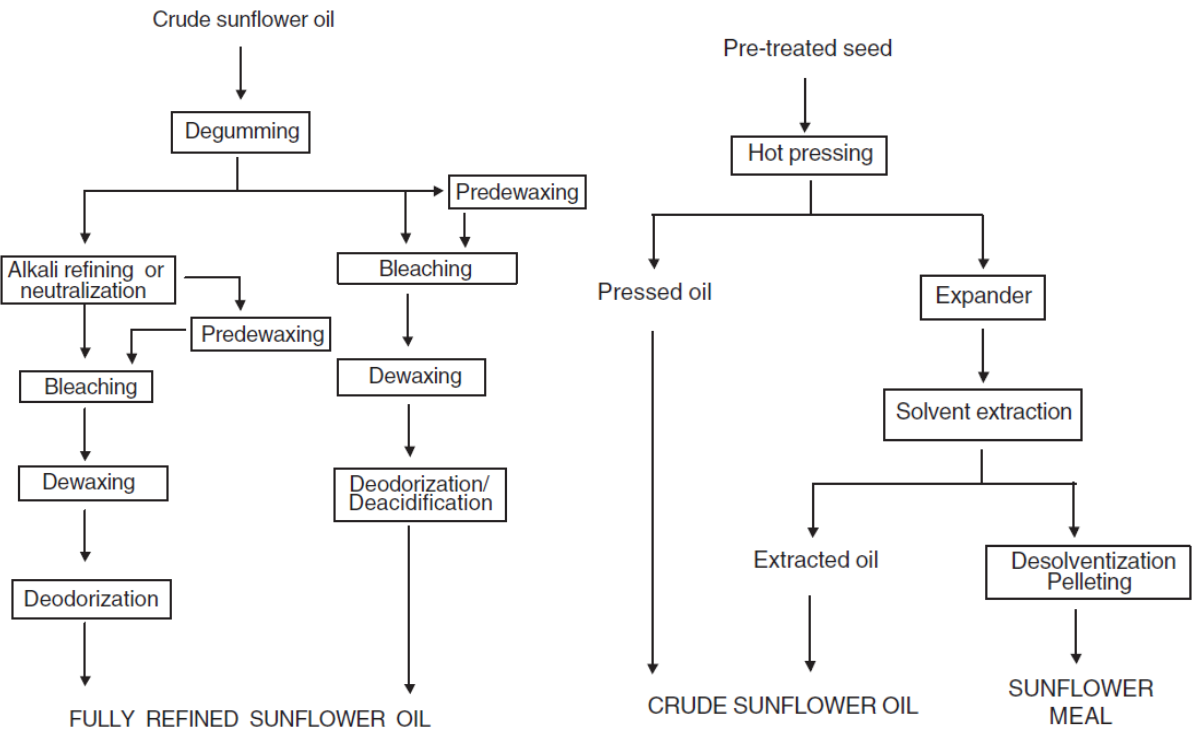 Crude sunflower oil
Degumming
Predewaxing
Alkali refining or
neutralization
Predewaxing
Bleaching
Dewaxing
Deodorization
Bleaching
Dewaxing
Deodorization/
Deacidification
FULLY REFINED SUNFLOWER OIL
Pre-treated seed
Hot pressing
Pressed oil
Expander
Solvent extraction
Extracted oil
Desolventization
Pelleting
CRUDE SUNFLOWER OIL
SUNFLOWER
MEAL